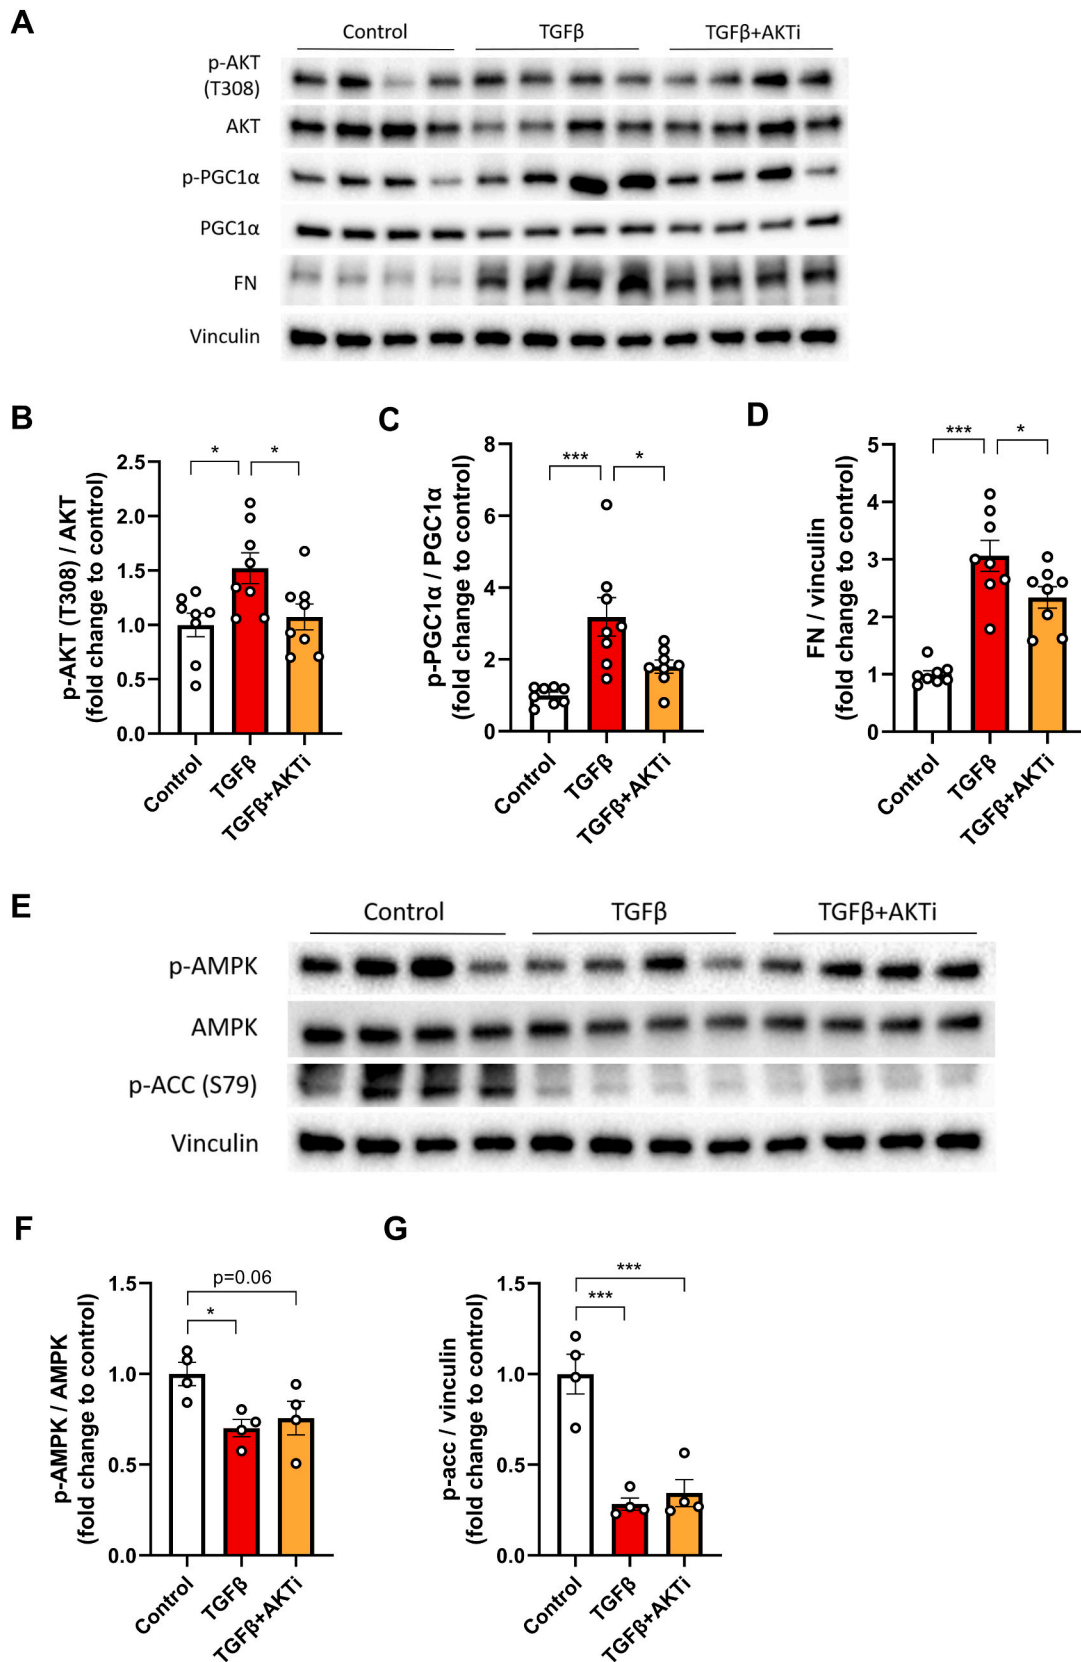 A
Control TGFβ TGFβ+AKTi
p-AKT
(T308)
AKT
p-PGC1α
PGC1α
FN
Vinculin
B
p-AKT (T308) / AKT
(fold change to control)
2.5
2.0
1.5
1.0
0.5
0.0
* *
Control TGFβ TGFβ+AKTi
C
p-PGC1α / PGC1α
(fold change to control)
8
6
4
2
0
*** *
Control TGFβ TGFβ+AKTi
D
FN / vinculin
(fold change to control)
5
4
3
2
1
0
*** *
Control TGFβ TGFβ+AKTi
E
Control TGFβ TGFβ+AKTi
p-AMPK
AMPK
p-ACC (S79)
Vinculin
F
p-AMPK / AMPK
(fold change to control)
1.5
1.0
0.5
0.0
p=0.06
*
Control TGFβ TGFβ+AKTi
G
p-acc / vinculin
(fold change to control)
1.5
1.0
0.5
0.0
***
***
Control TGFβ TGFβ+AKTi